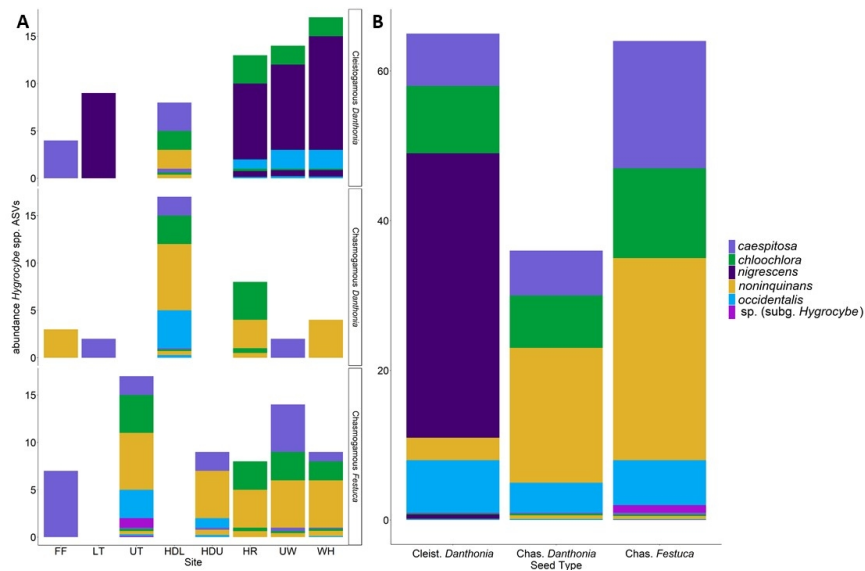 A
15
10
5
0
Cleistogamous Danthonia
15
10
5
0
Chasmogamous Danthonia
15
10
5
0
Chasmogamous Festuca
abundance Hygrocybe spp. ASVs
FF LT UT HDL HDU HR UW WH
Site
B
60
40
20
0
Cleist. Danthonia Chas. Danthonia Chas. Festuca
Seed Type
caespitosa
chloochlora
nigrescens
noninquinans
occidentalis
sp. (subg. Hygrocybe)